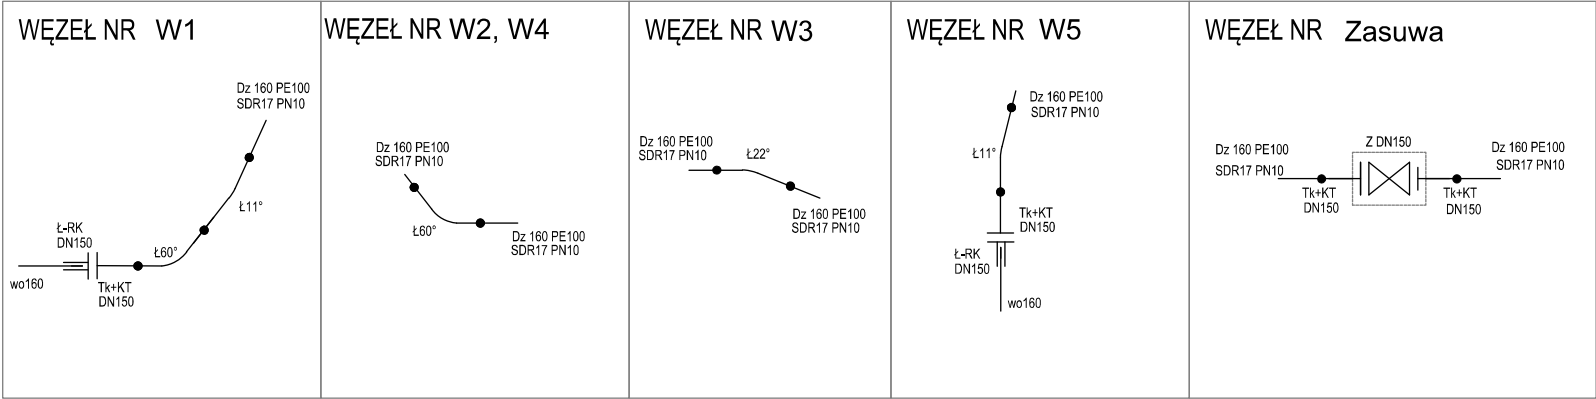 WĘZEŁ NR W1
Dz 160 PE100
SDR17 PN10
Ł11°
Ł-RK
DN150
Ł60°
wo160
Tk+KT
DN150
WĘZEŁ NR W2, W4
Dz 160 PE100
SDR17 PN10
Ł60°
Dz 160 PE100
SDR17 PN10
WĘZEŁ NR W3
Dz 160 PE100
SDR17 PN10
Ł22°
Dz 160 PE100
SDR17 PN10
WĘZEŁ NR W5
Dz 160 PE100
SDR17 PN10
Ł11°
Tk+KT
DN150
Ł-RK
DN150
wo160
WĘZEŁ NR Zasuwa
Dz 160 PE100
SDR17 PN10
Z DN150
Dz 160 PE100
SDR17 PN10
Tk+KT
DN150
Tk+KT
DN150